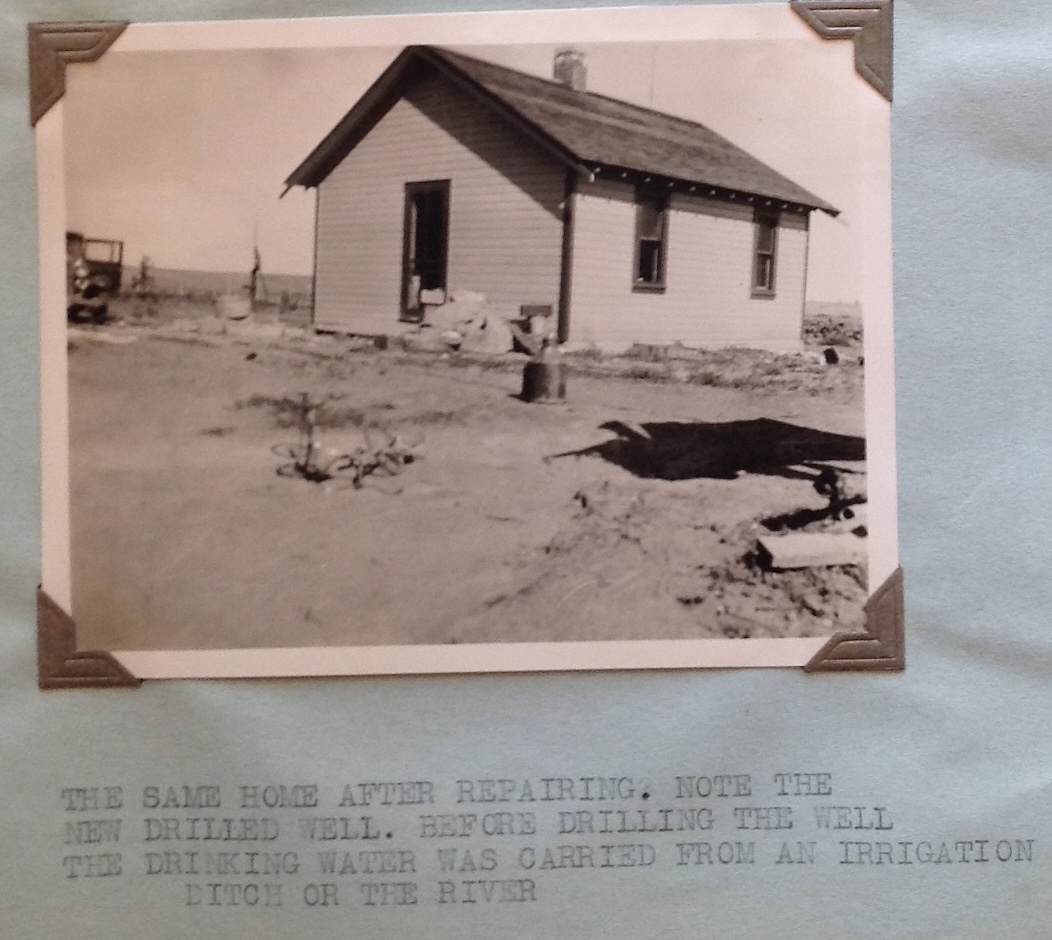 THE SAME HOME AFTER REPAIRING. NOTE THE
NEW DRILLED WELL. BEFORE DRILLING THE WELL
THE DRINKING WATER WAS CARRIED FROM AN IRRIGATION
DITCH OR THE RIVER